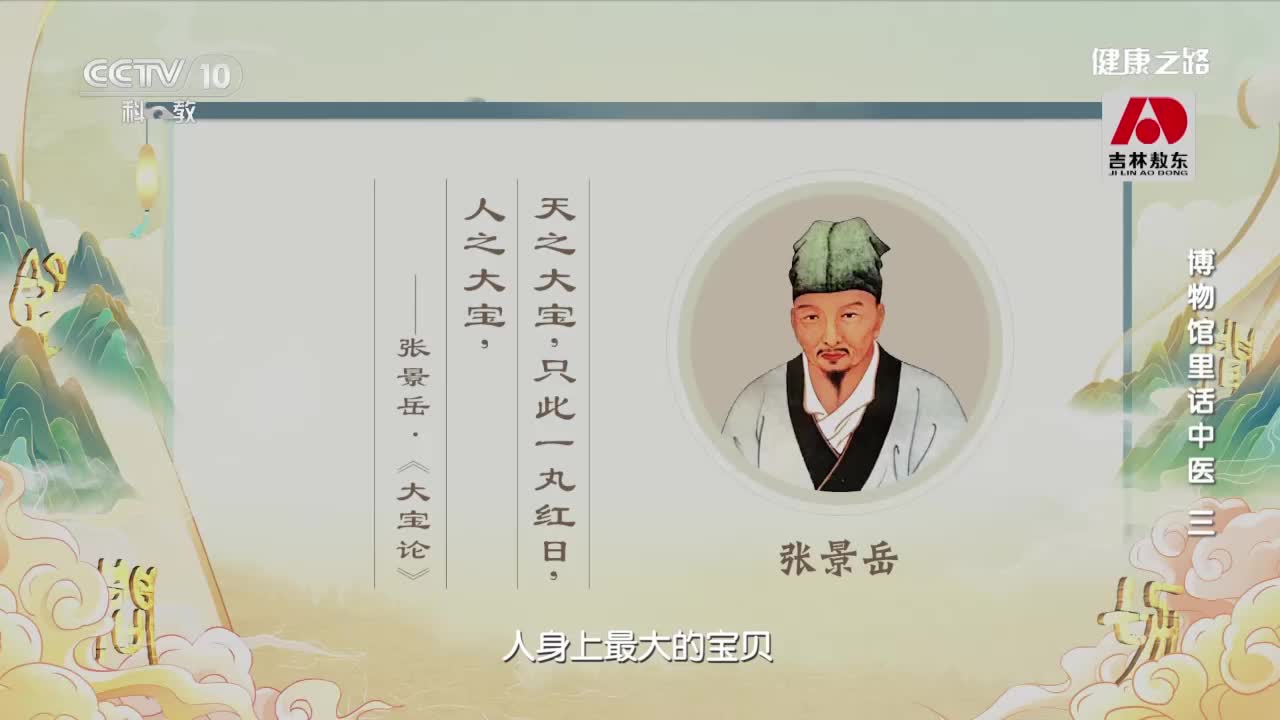 CCTV 10
科教
健康之路
吉林敖东
JI LIN AO DONG
博物馆里话中医 三
天之大宝，只此一丸红日，
人之大宝，
——张景岳·《大宝论》
张景岳
人身上最大的宝贝